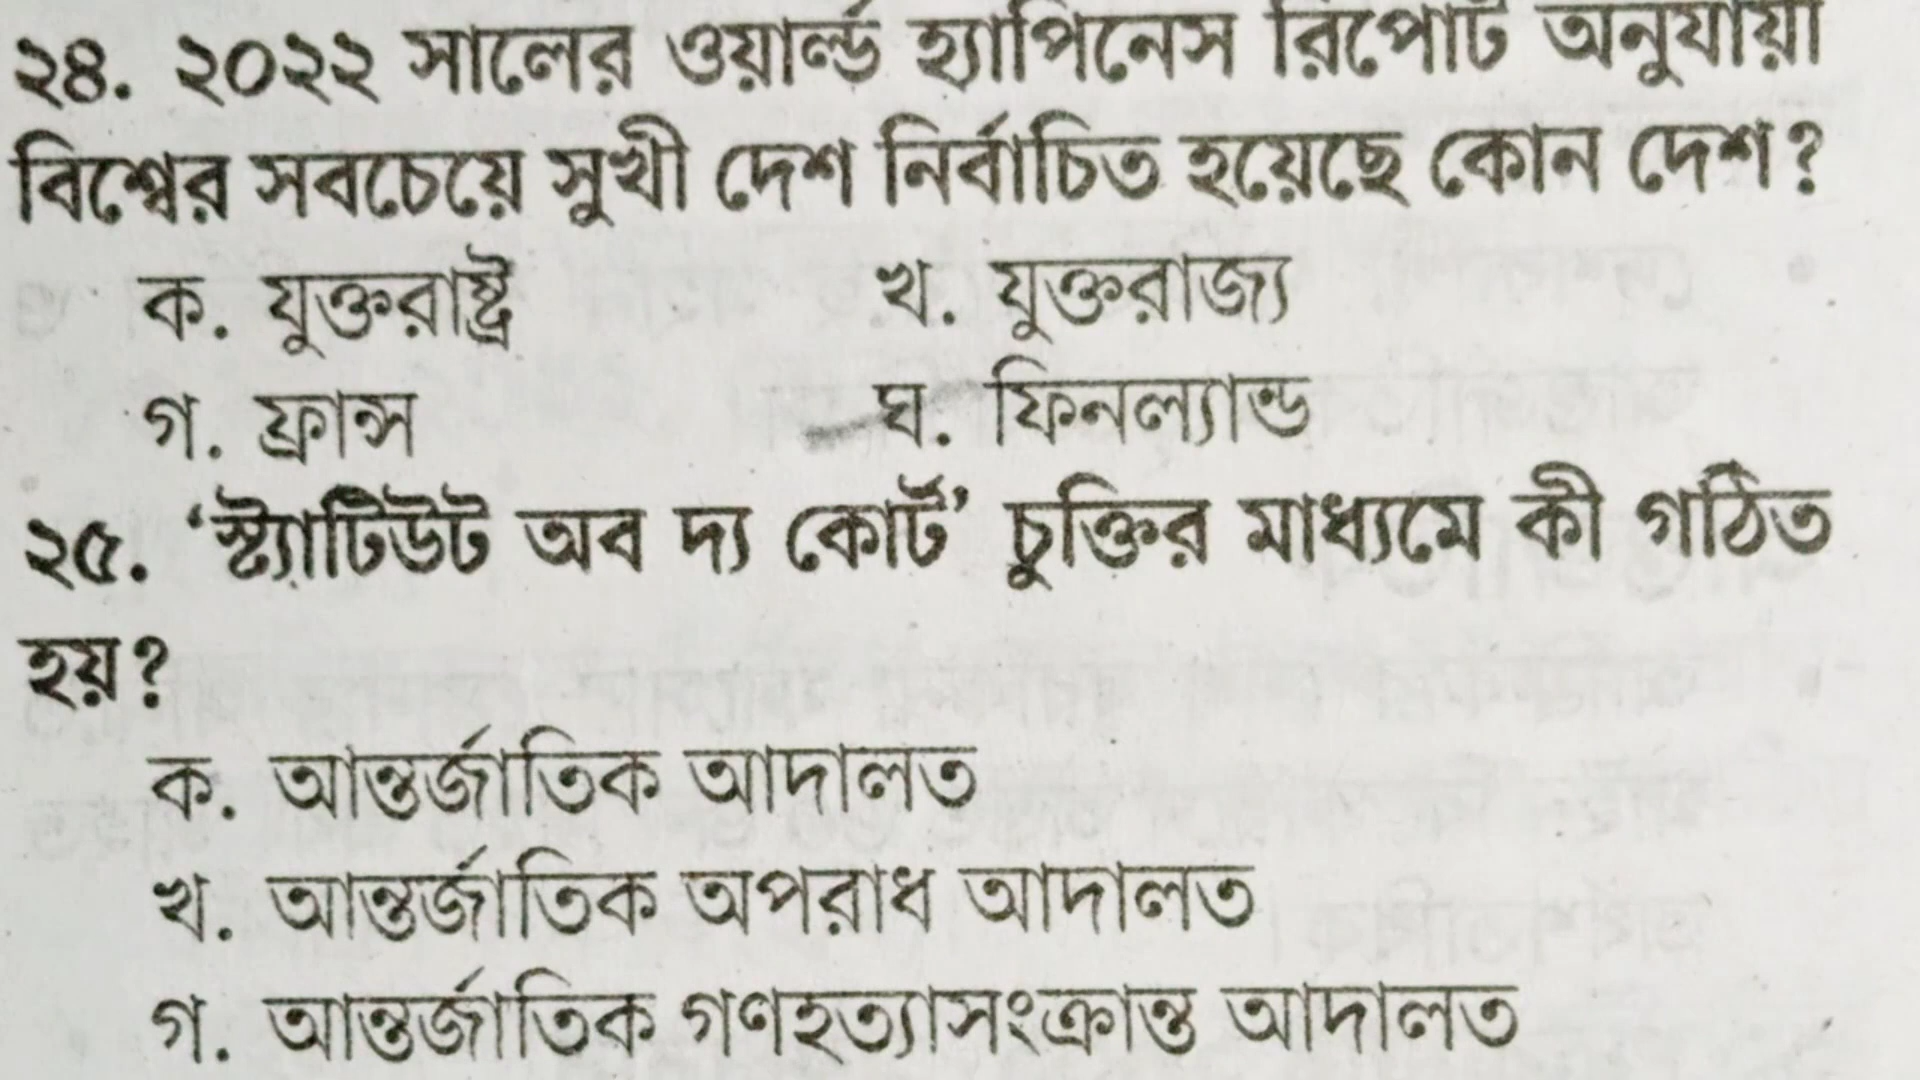 ২৪. ২০২২ সালের ওয়ার্ল্ড হ্যাপিনেস রিপোর্ট অনুযায়ী
বিশ্বের সবচেয়ে সুখী দেশ নির্বাচিত হয়েছে কোন দেশ?
ক. যুক্তরাষ্ট্র খ. যুক্তরাজ্য
গ. ফ্রান্স ঘ. ফিনল্যান্ড
২৫. ‘স্ট্যাটিউট অব দ্য কোর্ট’ চুক্তির মাধ্যমে কী গঠিত
হয়?
ক. আন্তর্জাতিক আদালত
খ. আন্তর্জাতিক অপরাধ আদালত
গ. আন্তর্জাতিক গণহত্যাসংক্রান্ত আদালত